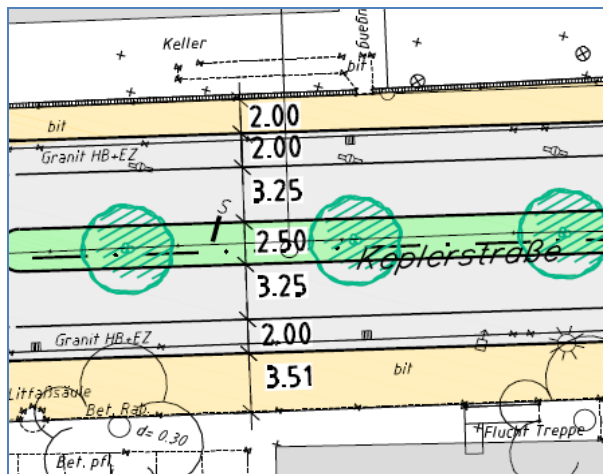 Keller
ugang
bit
2.00
bit
2.00
Granit HB+EZ
3.25
S
2.50
Keplerstraße
3.25
2.00
Granit HB+EZ
3.51
bit
Litfaßsäule
Bet. Rab.
d= 0.30
Flucht Treppe
Bet. pfl.